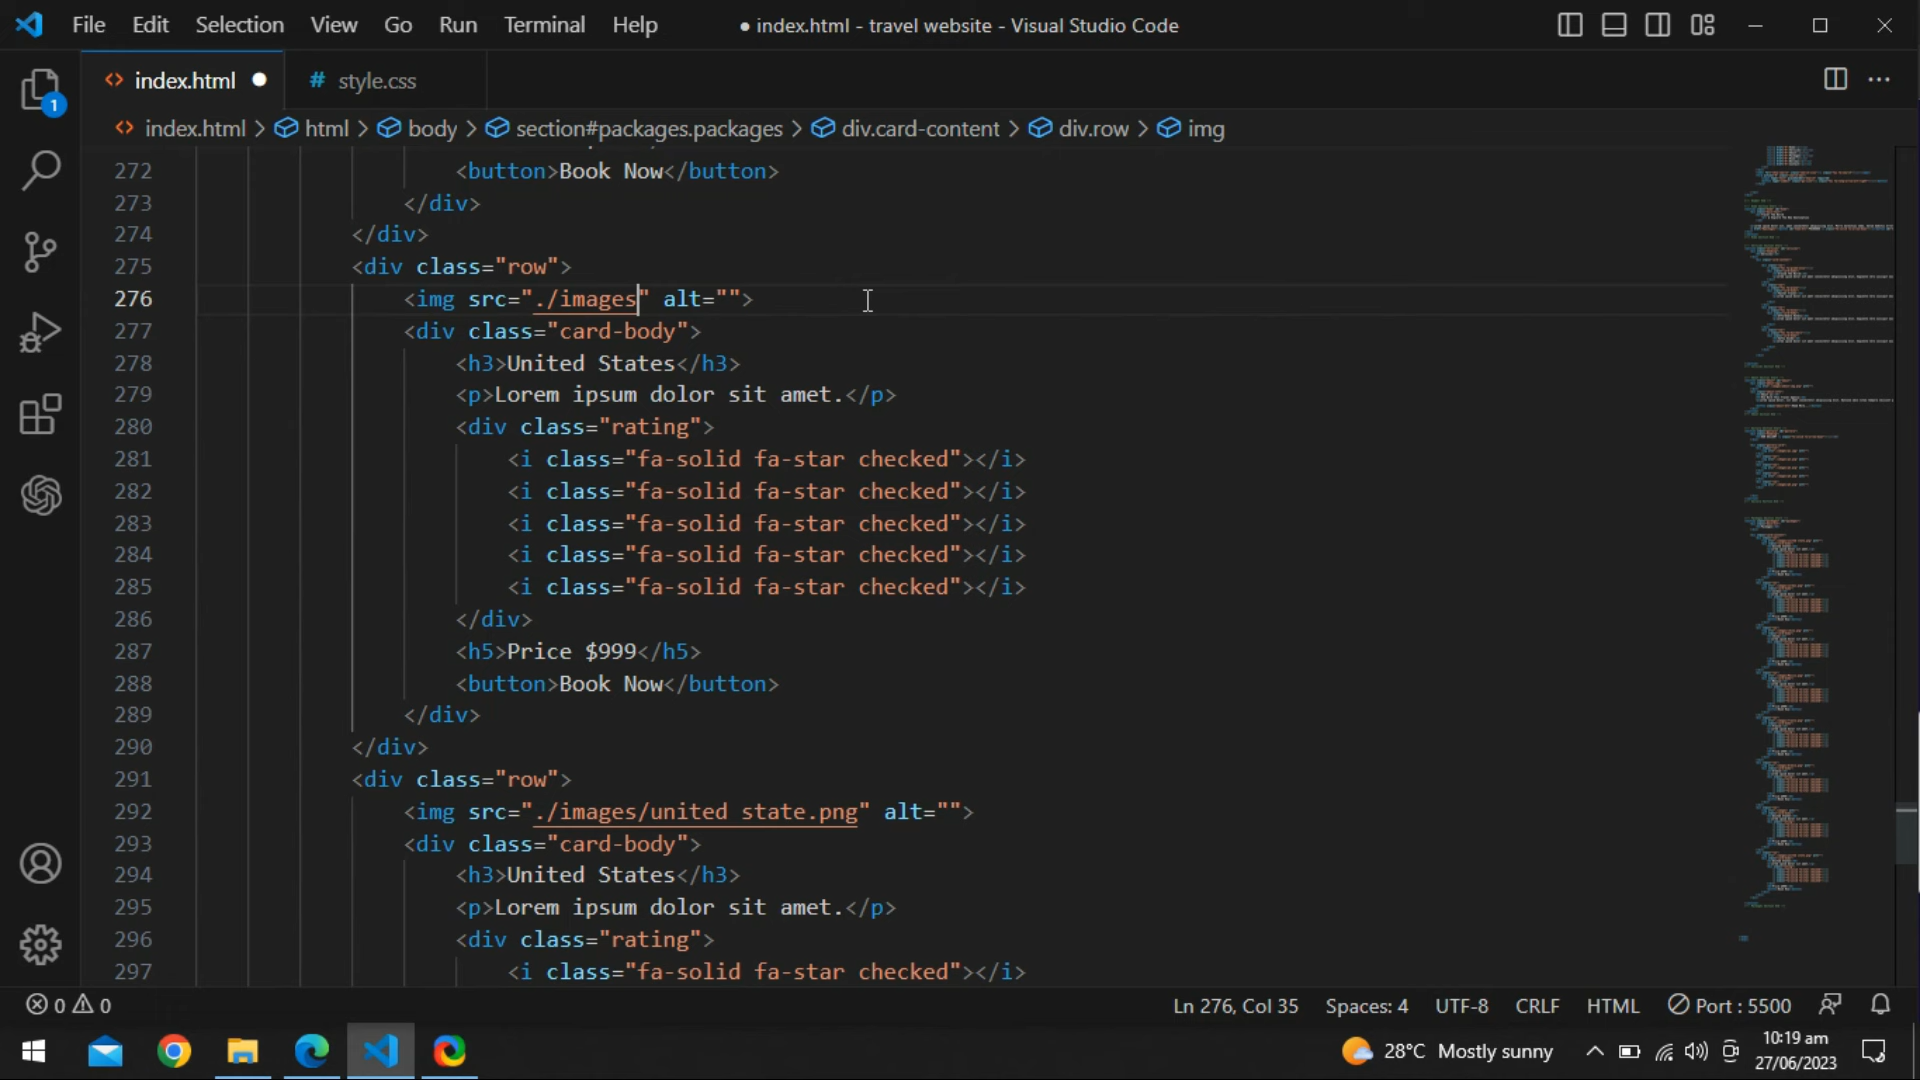 File Edit Selection View Go Run Terminal Help
● index.html - travel website - Visual Studio Code
<> index.html ●
# style.css
<> index.html > html > body > section#packages.packages > div.card-content > div.row > img
1
272 <button>Book Now</button>
273 </div>
274 </div>
275 <div class="row">
276 <img src="./images" alt="">
277 <div class="card-body">
278 <h3>United States</h3>
279 <p>Lorem ipsum dolor sit amet.</p>
280 <div class="rating">
281 <i class="fa-solid fa-star checked"></i>
282 <i class="fa-solid fa-star checked"></i>
283 <i class="fa-solid fa-star checked"></i>
284 <i class="fa-solid fa-star checked"></i>
285 <i class="fa-solid fa-star checked"></i>
286 </div>
287 <h5>Price $999</h5>
288 <button>Book Now</button>
289 </div>
290 </div>
291 <div class="row">
292 <img src="./images/united state.png" alt="">
293 <div class="card-body">
294 <h3>United States</h3>
295 <p>Lorem ipsum dolor sit amet.</p>
296 <div class="rating">
297 <i class="fa-solid fa-star checked"></i>
0 0
Ln 276, Col 35 Spaces: 4 UTF-8 CRLF HTML Port : 5500
28°C Mostly sunny
10:19 am
27/06/2023